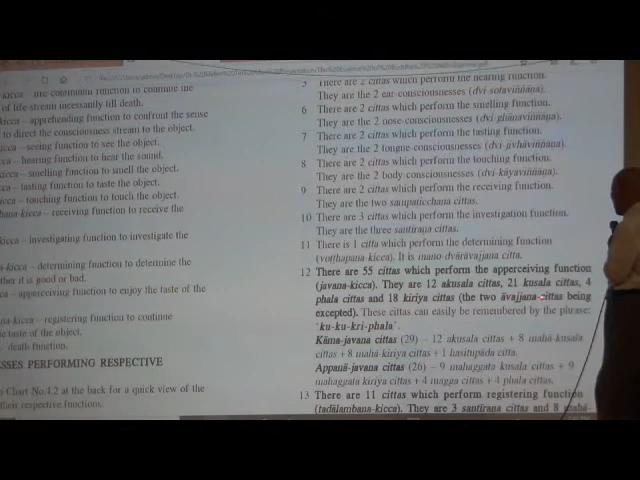 kicca – life-continuum function to continue the
of life-stream incessantly till death.
kicca – apprehending function to confront the sense
to direct the consciousness stream to the object.
cca – seeing function to see the object.
cca – hearing function to hear the sound.
kicca – smelling function to smell the object.
cca – tasting function to taste the object.
kicca – touching function to touch the object.
hana-kicca – receiving function to receive the
kicca – investigating function to investigate the
a-kicca – determining function to determine the
ther it is good or bad.
cca – apperceiving function to enjoy the taste of the
na-kicca – registering function to continue
he taste of the object.
– death function.
SSES PERFORMING RESPECTIVE
o Chart No.4.2 at the back for a quick view of the
their respective functions.
5 There are 2 cittas which perform the hearing function.
They are the 2 ear-consciousnesses (dvi-sotaviññāṇa).
6 There are 2 cittas which perform the smelling function.
They are the 2 nose-consciousnesses (dvi-ghānaviññāṇa).
7 There are 2 cittas which perform the tasting function.
They are the 2 tongue-consciousnesses (dvi-jivhāviññāṇa).
8 There are 2 cittas which perform the touching function.
They are the 2 body-consciousnesses (dvi-kāyaviññāṇa).
9 There are 2 cittas which perform the receiving function.
They are the two sampaṭicchana cittas.
10 There are 3 cittas which perform the investigation function.
They are the three santīraṇa cittas.
11 There is 1 citta which perform the determining function
(voṭṭhapana-kicca). It is mano dvārāvajjana citta.
12 There are 55 cittas which perform the apperceiving function
(javana-kicca). They are 12 akusala cittas, 21 kusala cittas, 4
phala cittas and 18 kiriya cittas (the two āvajjana-cittas being
excepted). These cittas can easily be remembered by the phrase:
'ku-ku-kri-phala'.
Kāma-javana cittas (29) – 12 akusala cittas + 8 mahā-kusala
cittas + 8 mahā-kiriya cittas + 1 hasituppāda citta.
Appanā-javana cittas (26) – 9 mahaggata kusala cittas + 9
mahaggata kiriya cittas + 4 magga cittas + 4 phala cittas.
13 There are 11 cittas which perform registering function
(tadālambana-kicca). They are 3 santīraṇa cittas and 8 mahā-